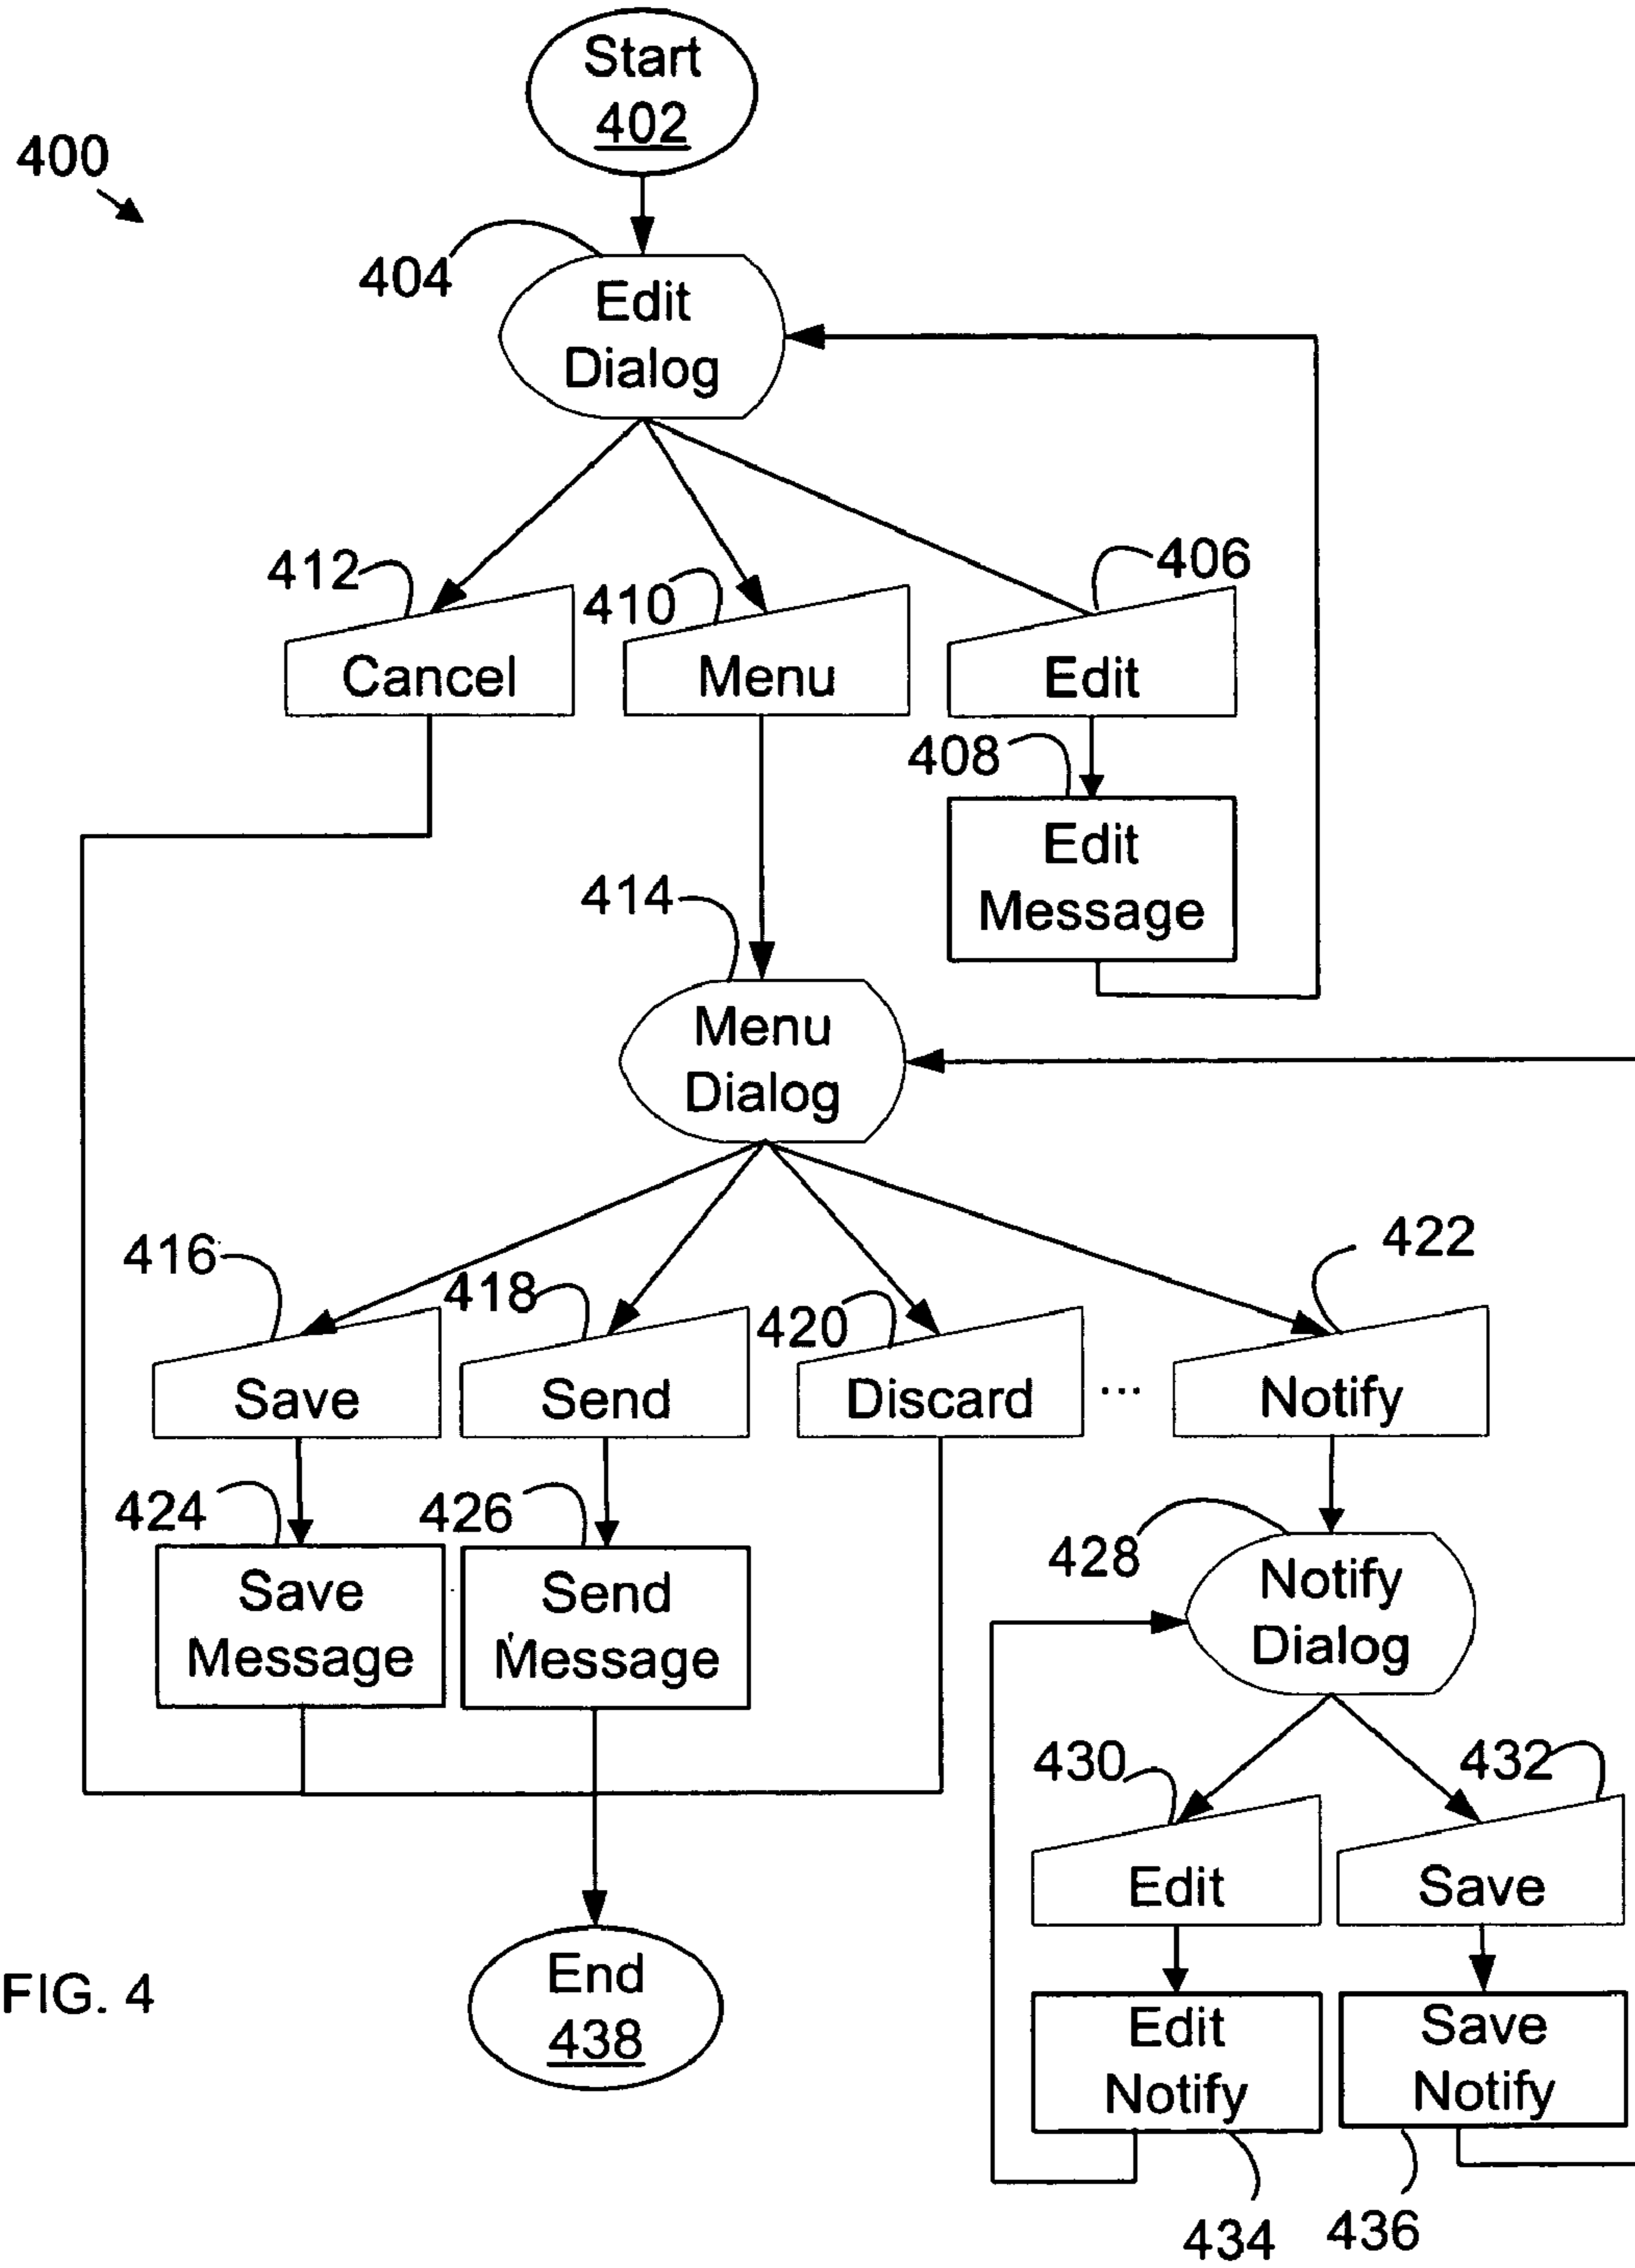 Start
402
400
404
Edit
Dialog
412
410
406
Cancel
Menu
Edit
408
Edit
Message
414
Menu
Dialog
416
418
420
422
Save
Send
Discard
...
Notify
424
426
428
Save
Message
Send
Message
Notify
Dialog
430
432
Edit
Save
End
438
FIG. 4
Edit
Notify
Save
Notify
434
436